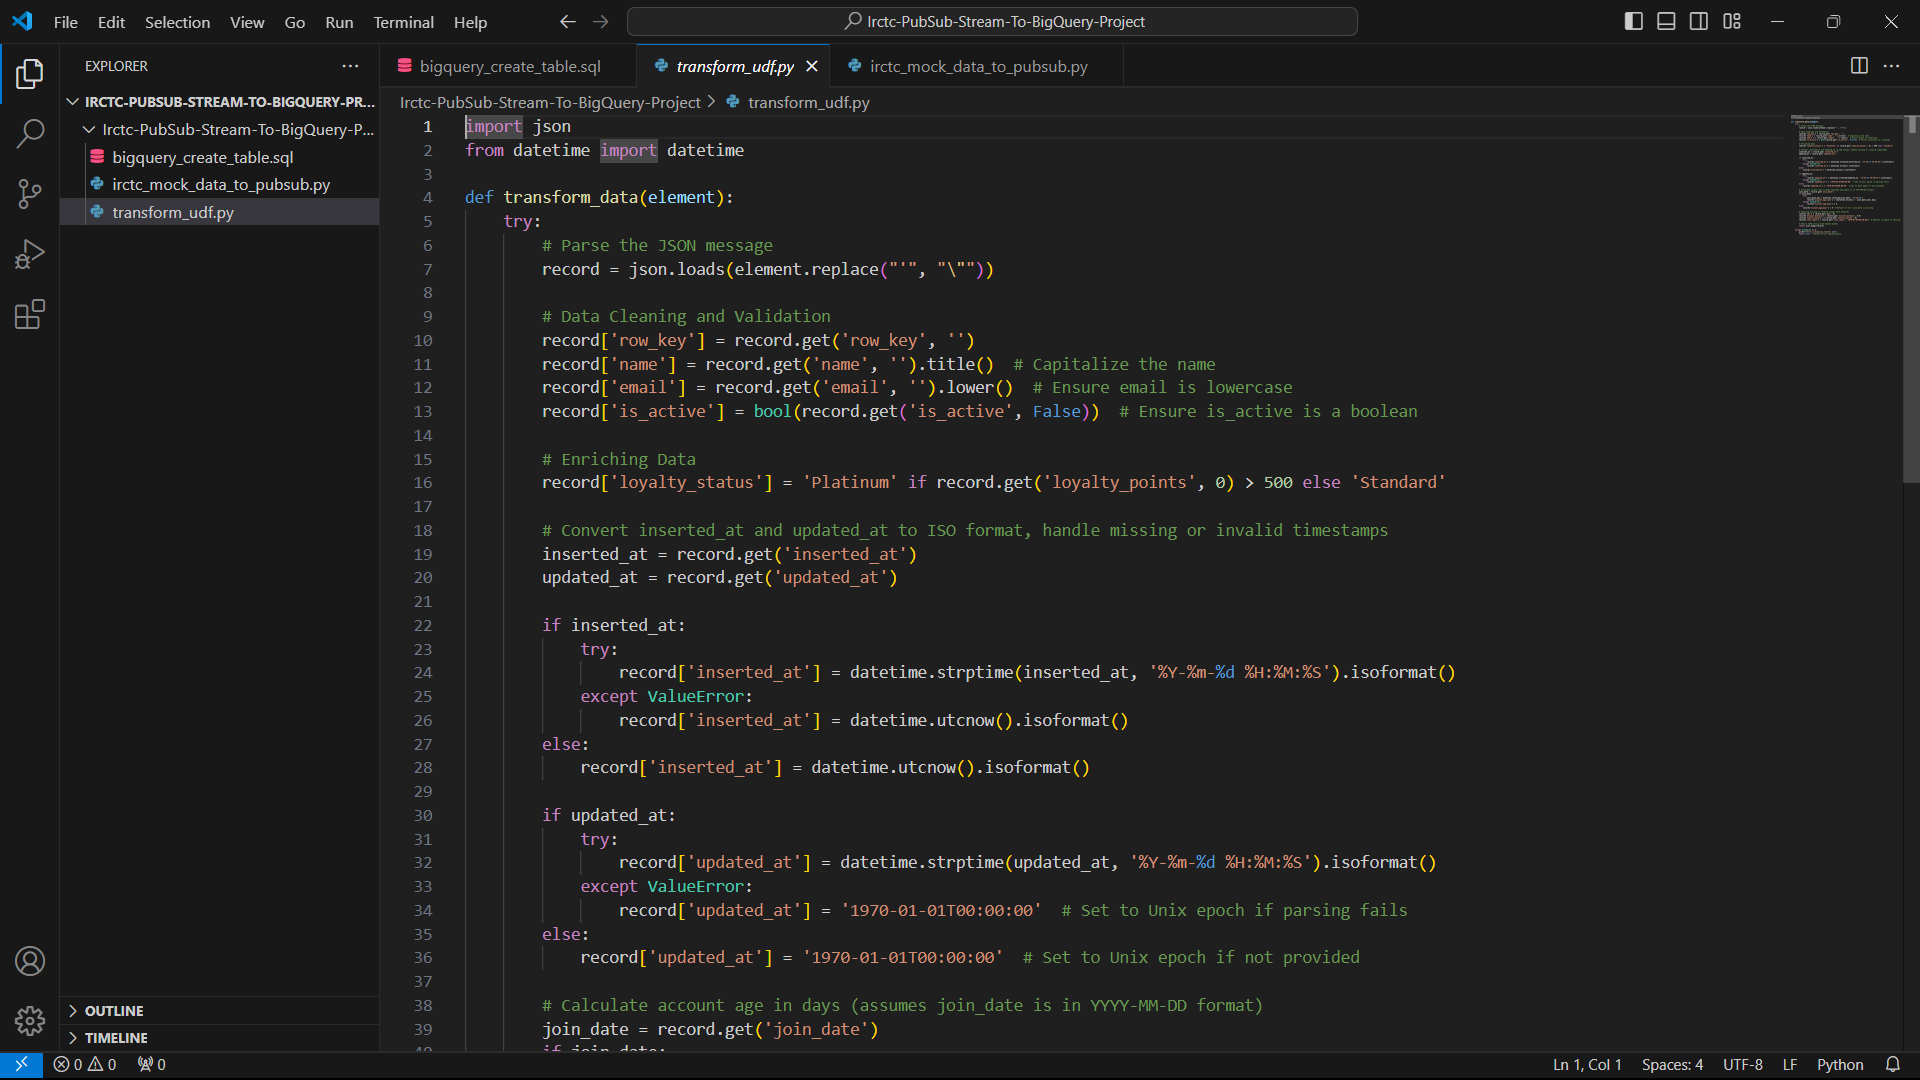 File Edit Selection View Go Run Terminal Help
Irctc-PubSub-Stream-To-BigQuery-Project
EXPLORER
IRCTC-PUBSUB-STREAM-TO-BIGQUERY-PR...
Irctc-PubSub-Stream-To-BigQuery-P...
bigquery_create_table.sql
irctc_mock_data_to_pubsub.py
transform_udf.py
OUTLINE
TIMELINE
bigquery_create_table.sql transform_udf.py irctc_mock_data_to_pubsub.py
Irctc-PubSub-Stream-To-BigQuery-Project > transform_udf.py
1 import json
2 from datetime import datetime
3
4 def transform_data(element):
5 try:
6 # Parse the JSON message
7 record = json.loads(element.replace("'", "\""))
8
9 # Data Cleaning and Validation
10 record['row_key'] = record.get('row_key', '')
11 record['name'] = record.get('name', '').title() # Capitalize the name
12 record['email'] = record.get('email', '').lower() # Ensure email is lowercase
13 record['is_active'] = bool(record.get('is_active', False)) # Ensure is_active is a boolean
14
15 # Enriching Data
16 record['loyalty_status'] = 'Platinum' if record.get('loyalty_points', 0) > 500 else 'Standard'
17
18 # Convert inserted_at and updated_at to ISO format, handle missing or invalid timestamps
19 inserted_at = record.get('inserted_at')
20 updated_at = record.get('updated_at')
21
22 if inserted_at:
23 try:
24 record['inserted_at'] = datetime.strptime(inserted_at, '%Y-%m-%d %H:%M:%S').isoformat()
25 except ValueError:
26 record['inserted_at'] = datetime.utcnow().isoformat()
27 else:
28 record['inserted_at'] = datetime.utcnow().isoformat()
29
30 if updated_at:
31 try:
32 record['updated_at'] = datetime.strptime(updated_at, '%Y-%m-%d %H:%M:%S').isoformat()
33 except ValueError:
34 record['updated_at'] = '1970-01-01T00:00:00' # Set to Unix epoch if parsing fails
35 else:
36 record['updated_at'] = '1970-01-01T00:00:00' # Set to Unix epoch if not provided
37
38 # Calculate account age in days (assumes join_date is in YYYY-MM-DD format)
39 join_date = record.get('join_date')
40 if join_date:
0 0 0
Ln 1, Col 1 Spaces: 4 UTF-8 LF Python